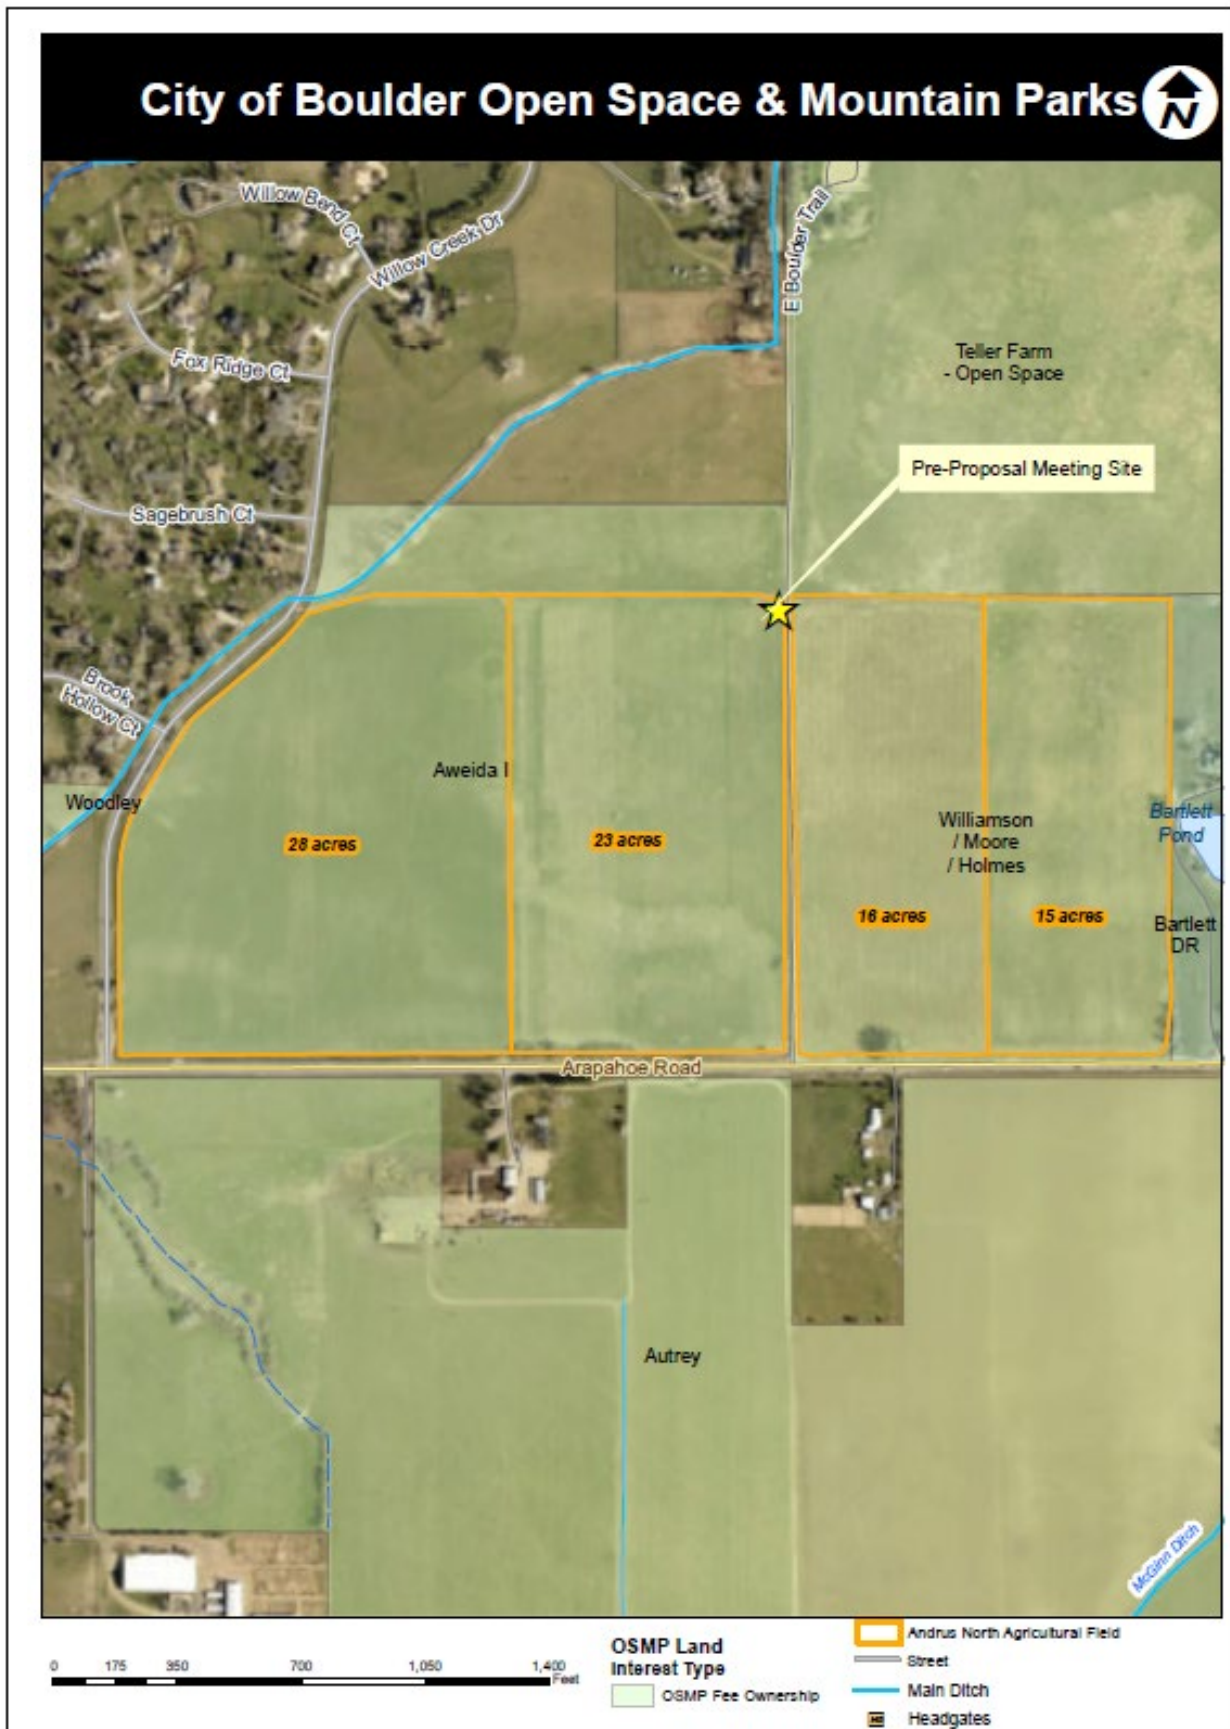 City of Boulder Open Space & Mountain Parks
N
Willow Bend Ct
Willow Creek Dr
E Boulder Trail
Fox Ridge Ct
Teller Farm
- Open Space
Pre-Proposal Meeting Site
Sagebrush Ct
Brook
Hollow Ct
Aweida I
Woodley
28 acres
23 acres
Williamson
/ Moore
/ Holmes
Bartlett
Pond
16 acres
15 acres
Bartlett
DR
Arapahoe Road
Autrey
McGinn Ditch
0 175 350 700 1,050 1,400
Feet
OSMP Land
Interest Type
OSMP Fee Ownership
Andrus North Agricultural Field
Street
Main Ditch
HG
Headgates